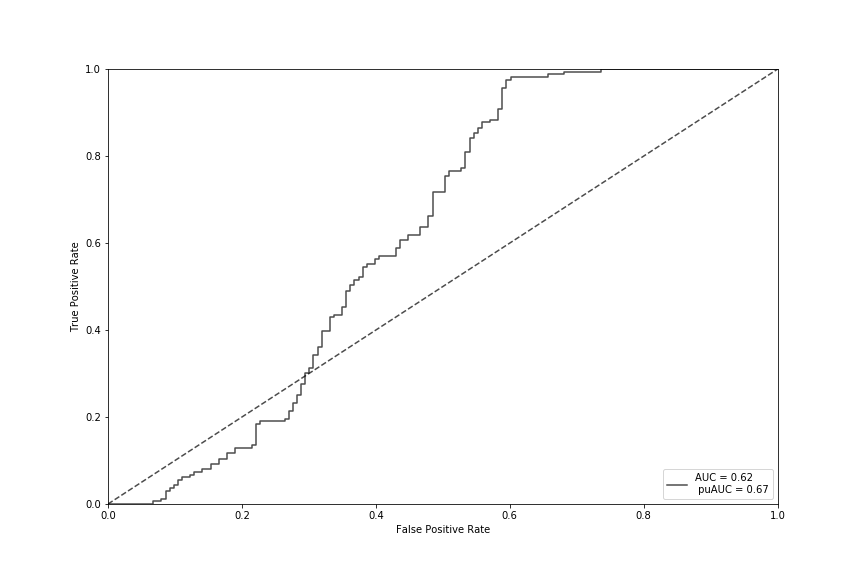 1.0
0.8
0.6
0.4
0.2
0.0
True Positive Rate
AUC = 0.62
puAUC = 0.67
0.0 0.2 0.4 0.6 0.8 1.0
False Positive Rate